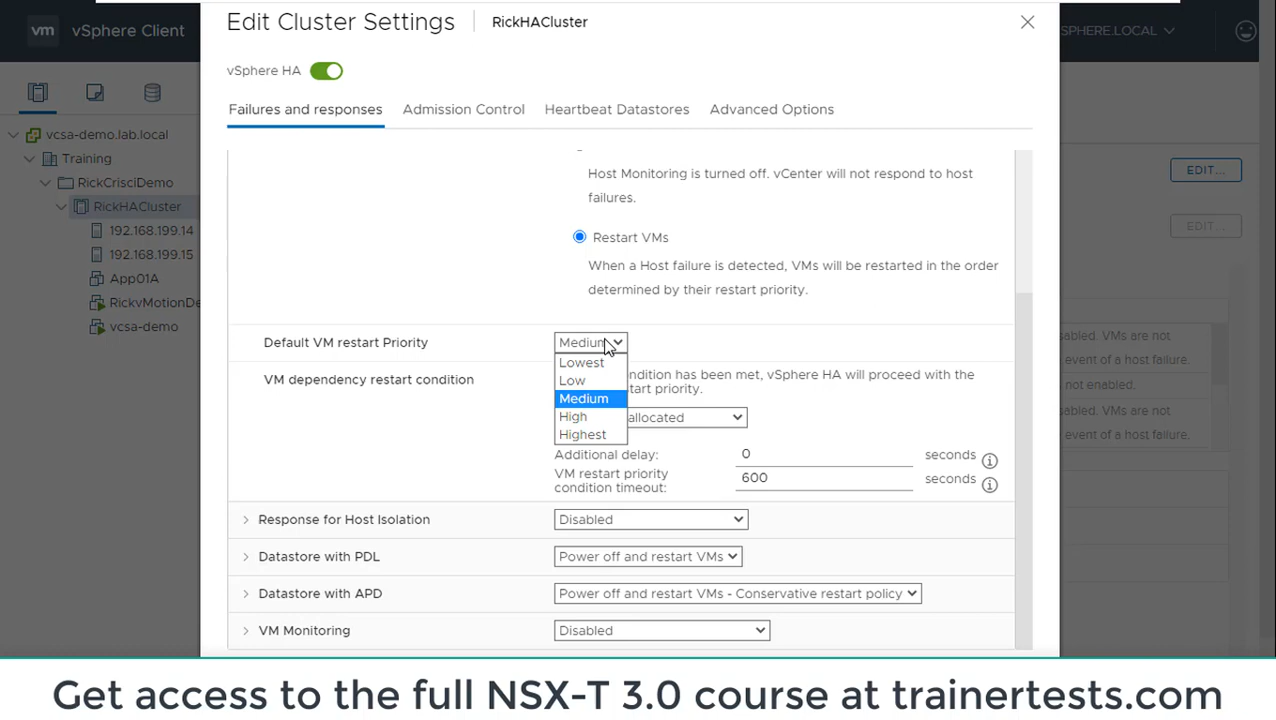 Edit Cluster Settings
RickHACluster
vm
vSphere Client
SPHERE.LOCAL
vSphere HA
Failures and responses
Admission Control
Heartbeat Datastores
Advanced Options
vcsa-demo.lab.local
Training
RickCrisciDemo
RickHACluster
192.168.199.14
192.168.199.15
App01A
RickvMotionDe
vcsa-demo
EDIT...
EDIT...
Host Monitoring is turned off. vCenter will not respond to host
failures.
Restart VMs
When a Host failure is detected, VMs will be restarted in the order
determined by their restart priority.
Default VM restart Priority
Medium
Lowest
Low
Medium
High
Highest
VM dependency restart condition
ondition has been met, vSphere HA will proceed with the
tart priority.
allocated
Additional delay:
0
seconds
VM restart priority
condition timeout:
600
seconds
Response for Host Isolation
Disabled
Datastore with PDL
Power off and restart VMs
Datastore with APD
Power off and restart VMs - Conservative restart policy
VM Monitoring
Disabled
abled. VMs are not
event of a host failure.
not enabled.
abled. VMs are not
event of a host failure.
Get access to the full NSX-T 3.0 course at trainertests.com